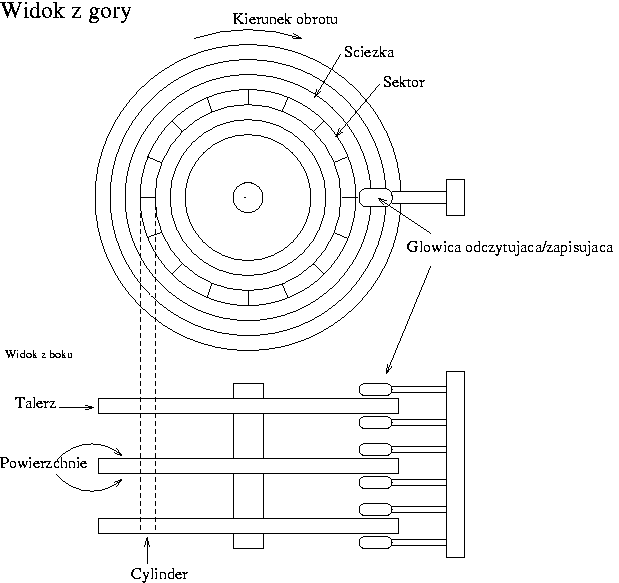 Widok z gory
Kierunek obrotu
Sciezka
Sektor
Glowica odczytujaca/zapisujaca
Widok z boku
Talerz
Powierzchnie
Cylinder